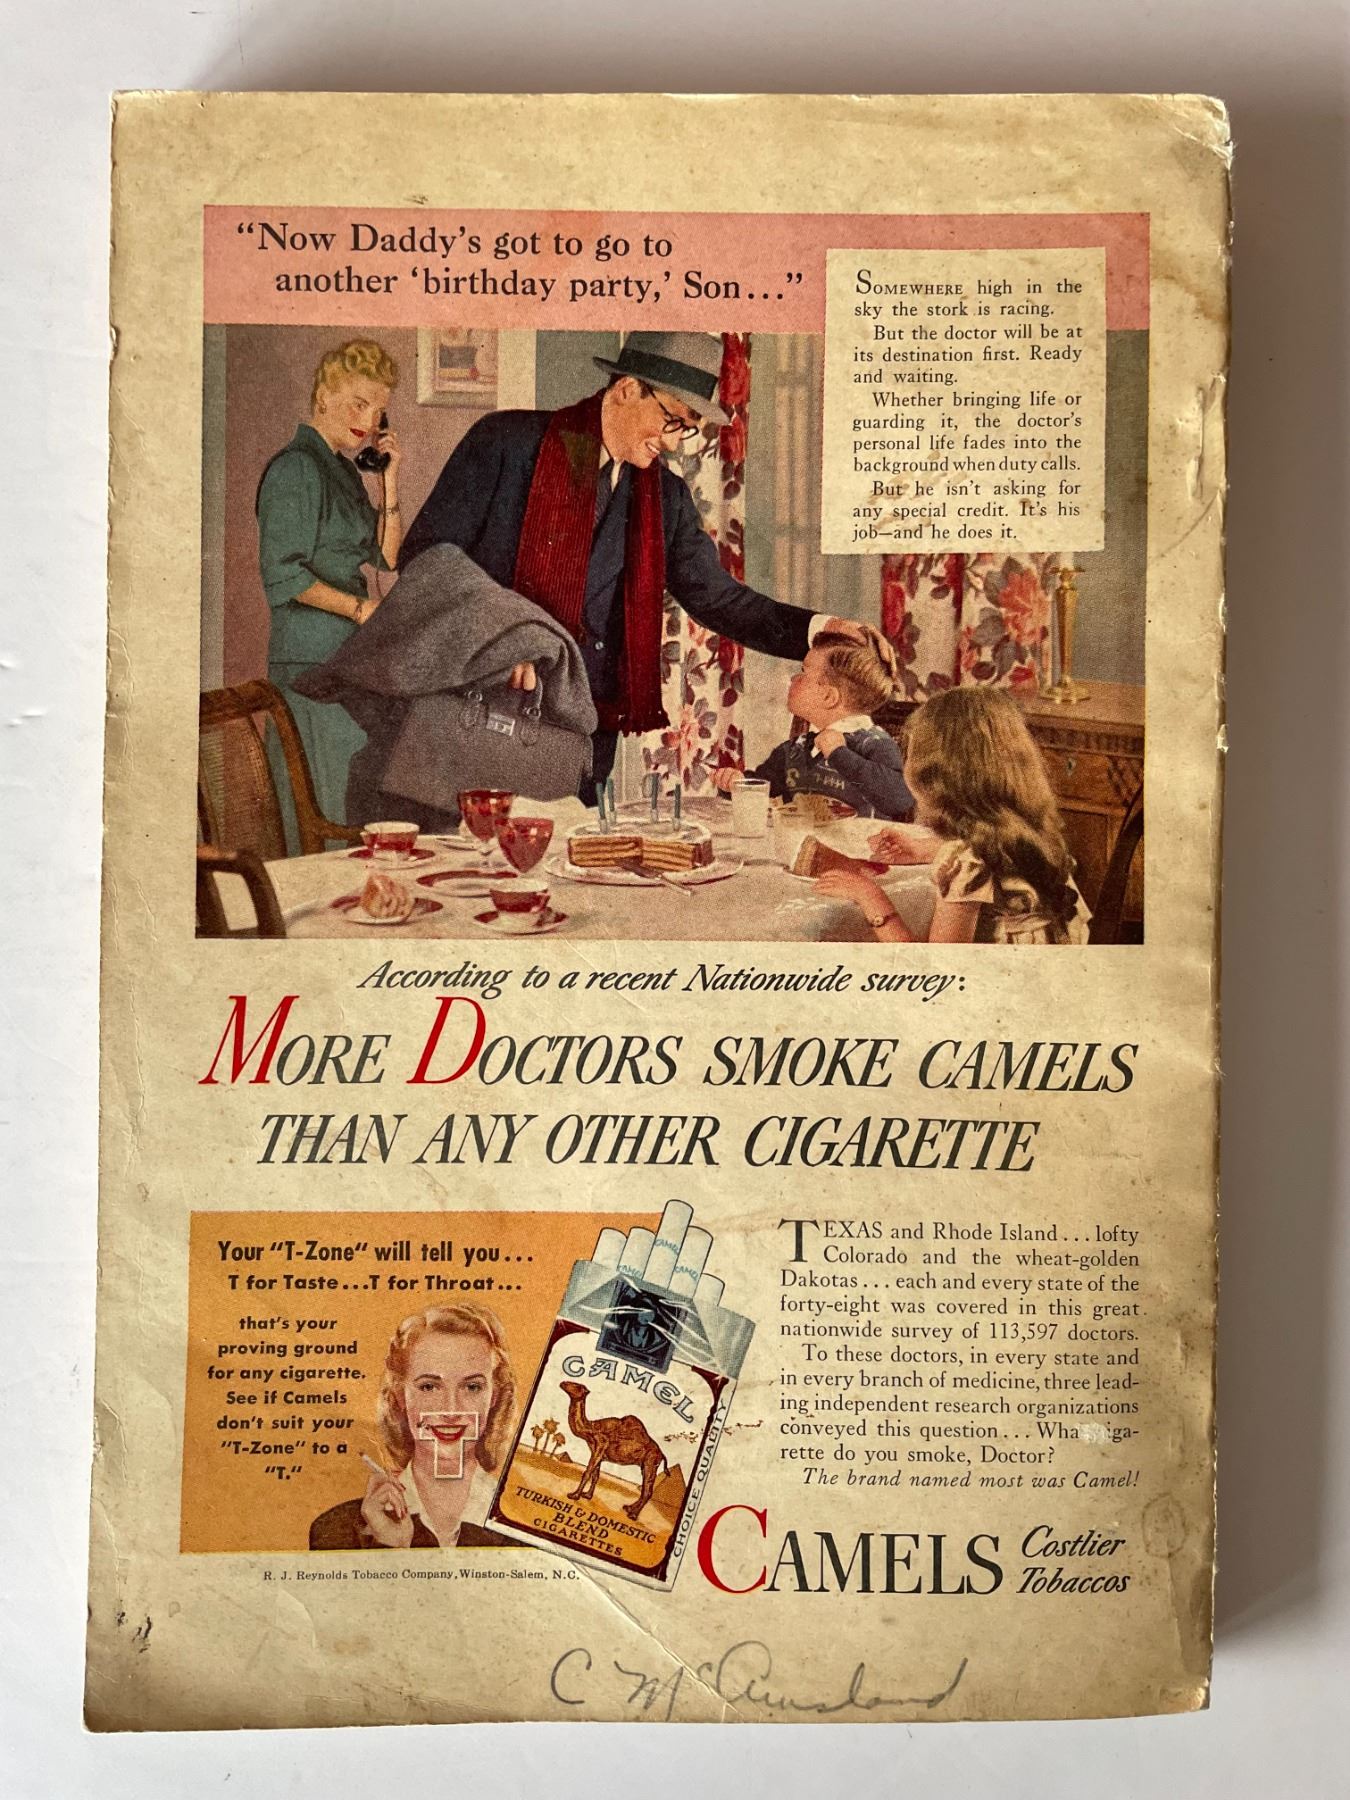 “Now Daddy’s got to go to
another ‘birthday party,’ Son...”
SOMEWHERE high in the
sky the stork is racing.
But the doctor will be at
its destination first. Ready
and waiting.
Whether bringing life or
guarding it, the doctor’s
personal life fades into the
background when duty calls.
But he isn’t asking for
any special credit. It’s his
job—and he does it.
According to a recent Nationwide survey:
MORE DOCTORS SMOKE CAMELS
THAN ANY OTHER CIGARETTE
Your "T-Zone" will tell you...
T for Taste...T for Throat...
that's your
proving ground
for any cigarette.
See if Camels
don't suit your
"T-Zone" to a
"T."
T
CAMEL
CAMEL
CAMEL
CAMEL
TURKISH & DOMESTIC
BLEND
CIGARETTES
CHOICE QUALITY
TEXAS and Rhode Island...lofty
Colorado and the wheat-golden
Dakotas...each and every state of the
forty-eight was covered in this great
nationwide survey of 113,597 doctors.
To these doctors, in every state and
in every branch of medicine, three lead-
ing independent research organizations
conveyed this question... Wha iga-
rette do you smoke, Doctor?
The brand named most was Camel!
CAMELS Costlier
Tobaccos
R. J. Reynolds Tobacco Company, Winston-Salem, N.C.
C